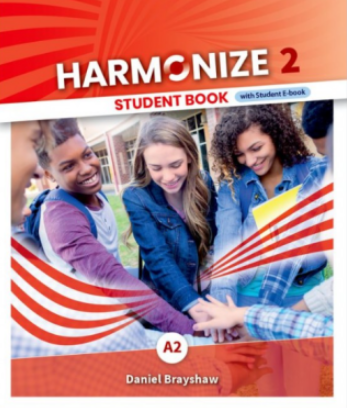 HARMONIZE 2
STUDENT BOOK with Student E-book
A2
Daniel Brayshaw